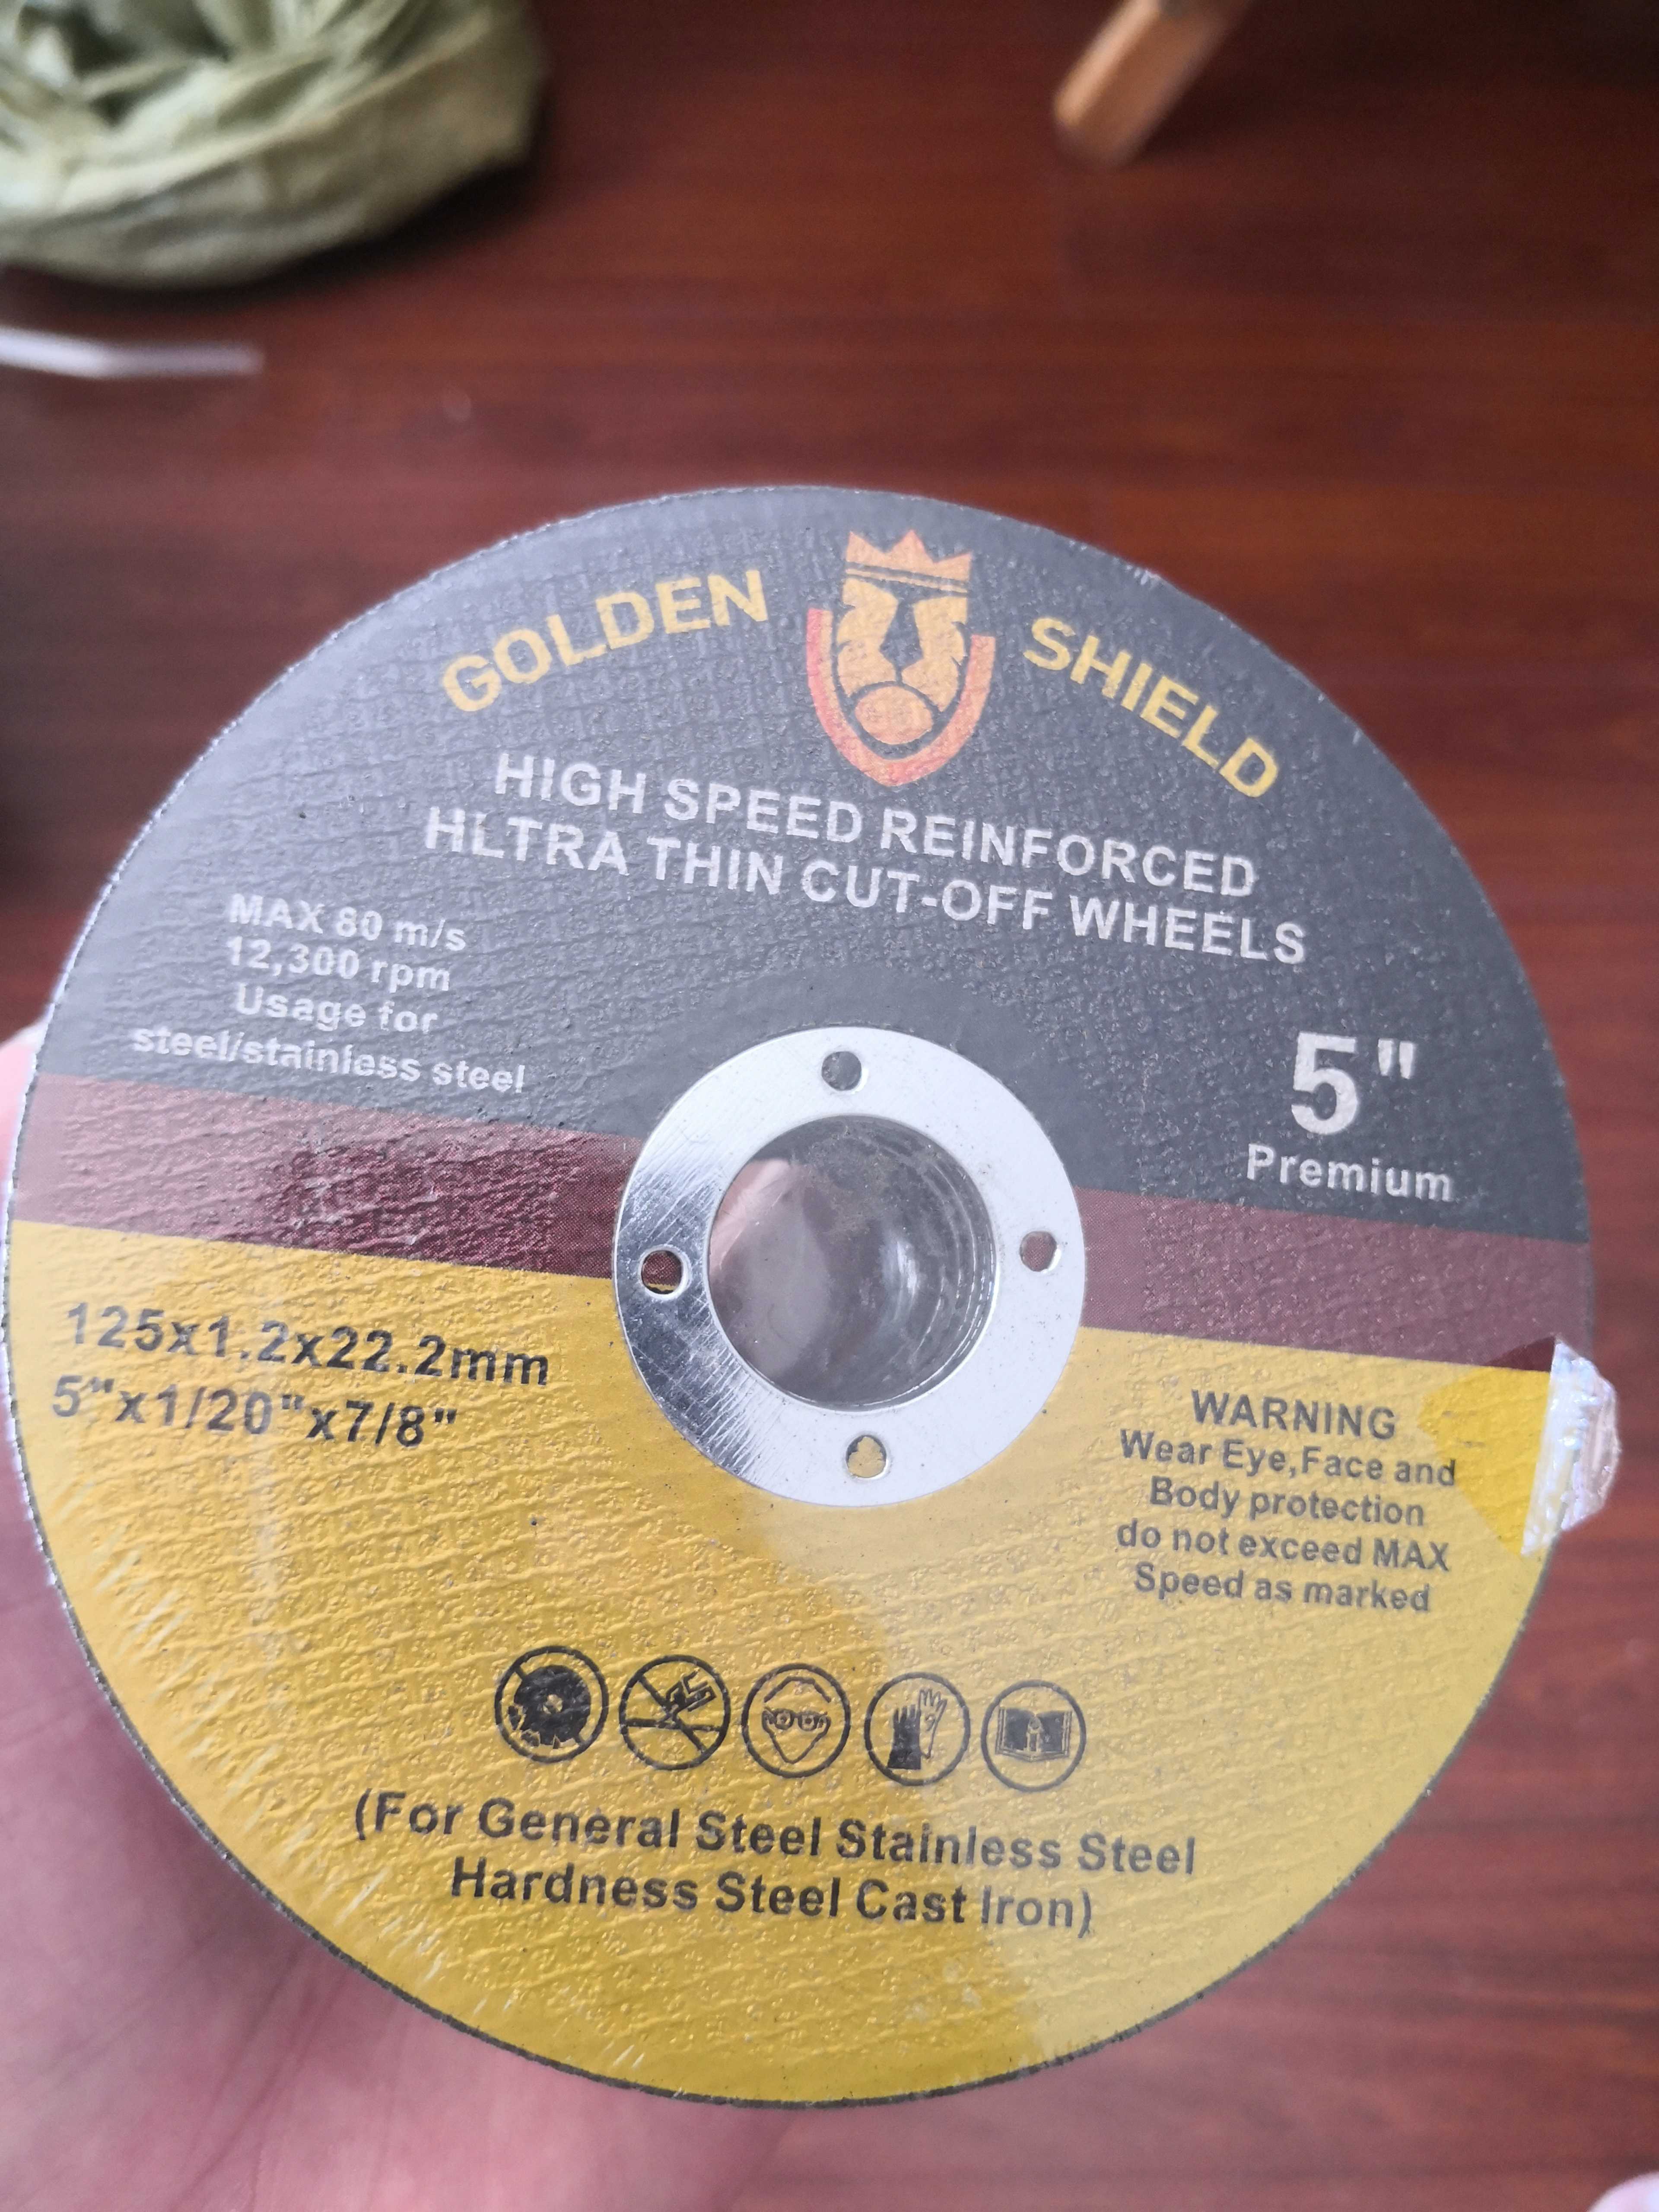 GOLDEN SHIELD
HIGH SPEED REINFORCED
HLTRA THIN CUT-OFF WHEELS
MAX 80 m/s
12,300 rpm
Usage for
steel/stainless steel
5"
Premium
125x1.2x22.2mm
5"x1/20"x7/8"
WARNING
Wear Eye,Face and
Body protection
do not exceed MAX
Speed as marked
(For General Steel Stainless Steel
Hardness Steel Cast Iron)